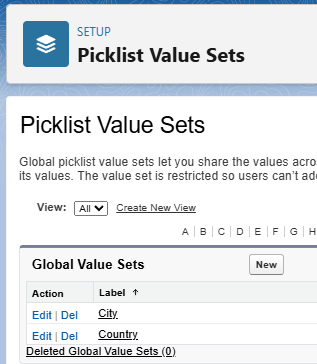 SETUP
Picklist Value Sets
Picklist Value Sets
Global picklist value sets let you share the values acro
its values. The value set is restricted so users can't ad
View: All Create New View
A | B | C | D | E | F | G | H
Global Value Sets New
Action Label ↑
Edit | Del City
Edit | Del Country
Deleted Global Value Sets (0)